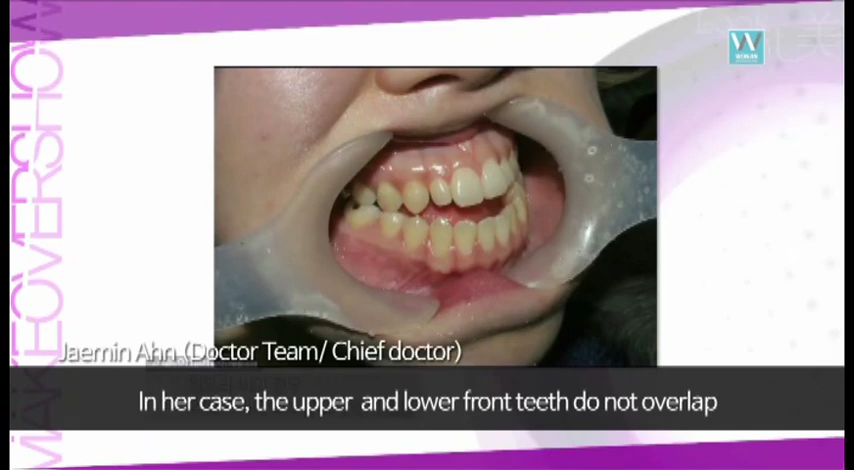 MAKEOVERSHOW
W
WOMAN
Jaemin Ahn (Doctor Team/ Chief doctor)
In her case, the upper and lower front teeth do not overlap